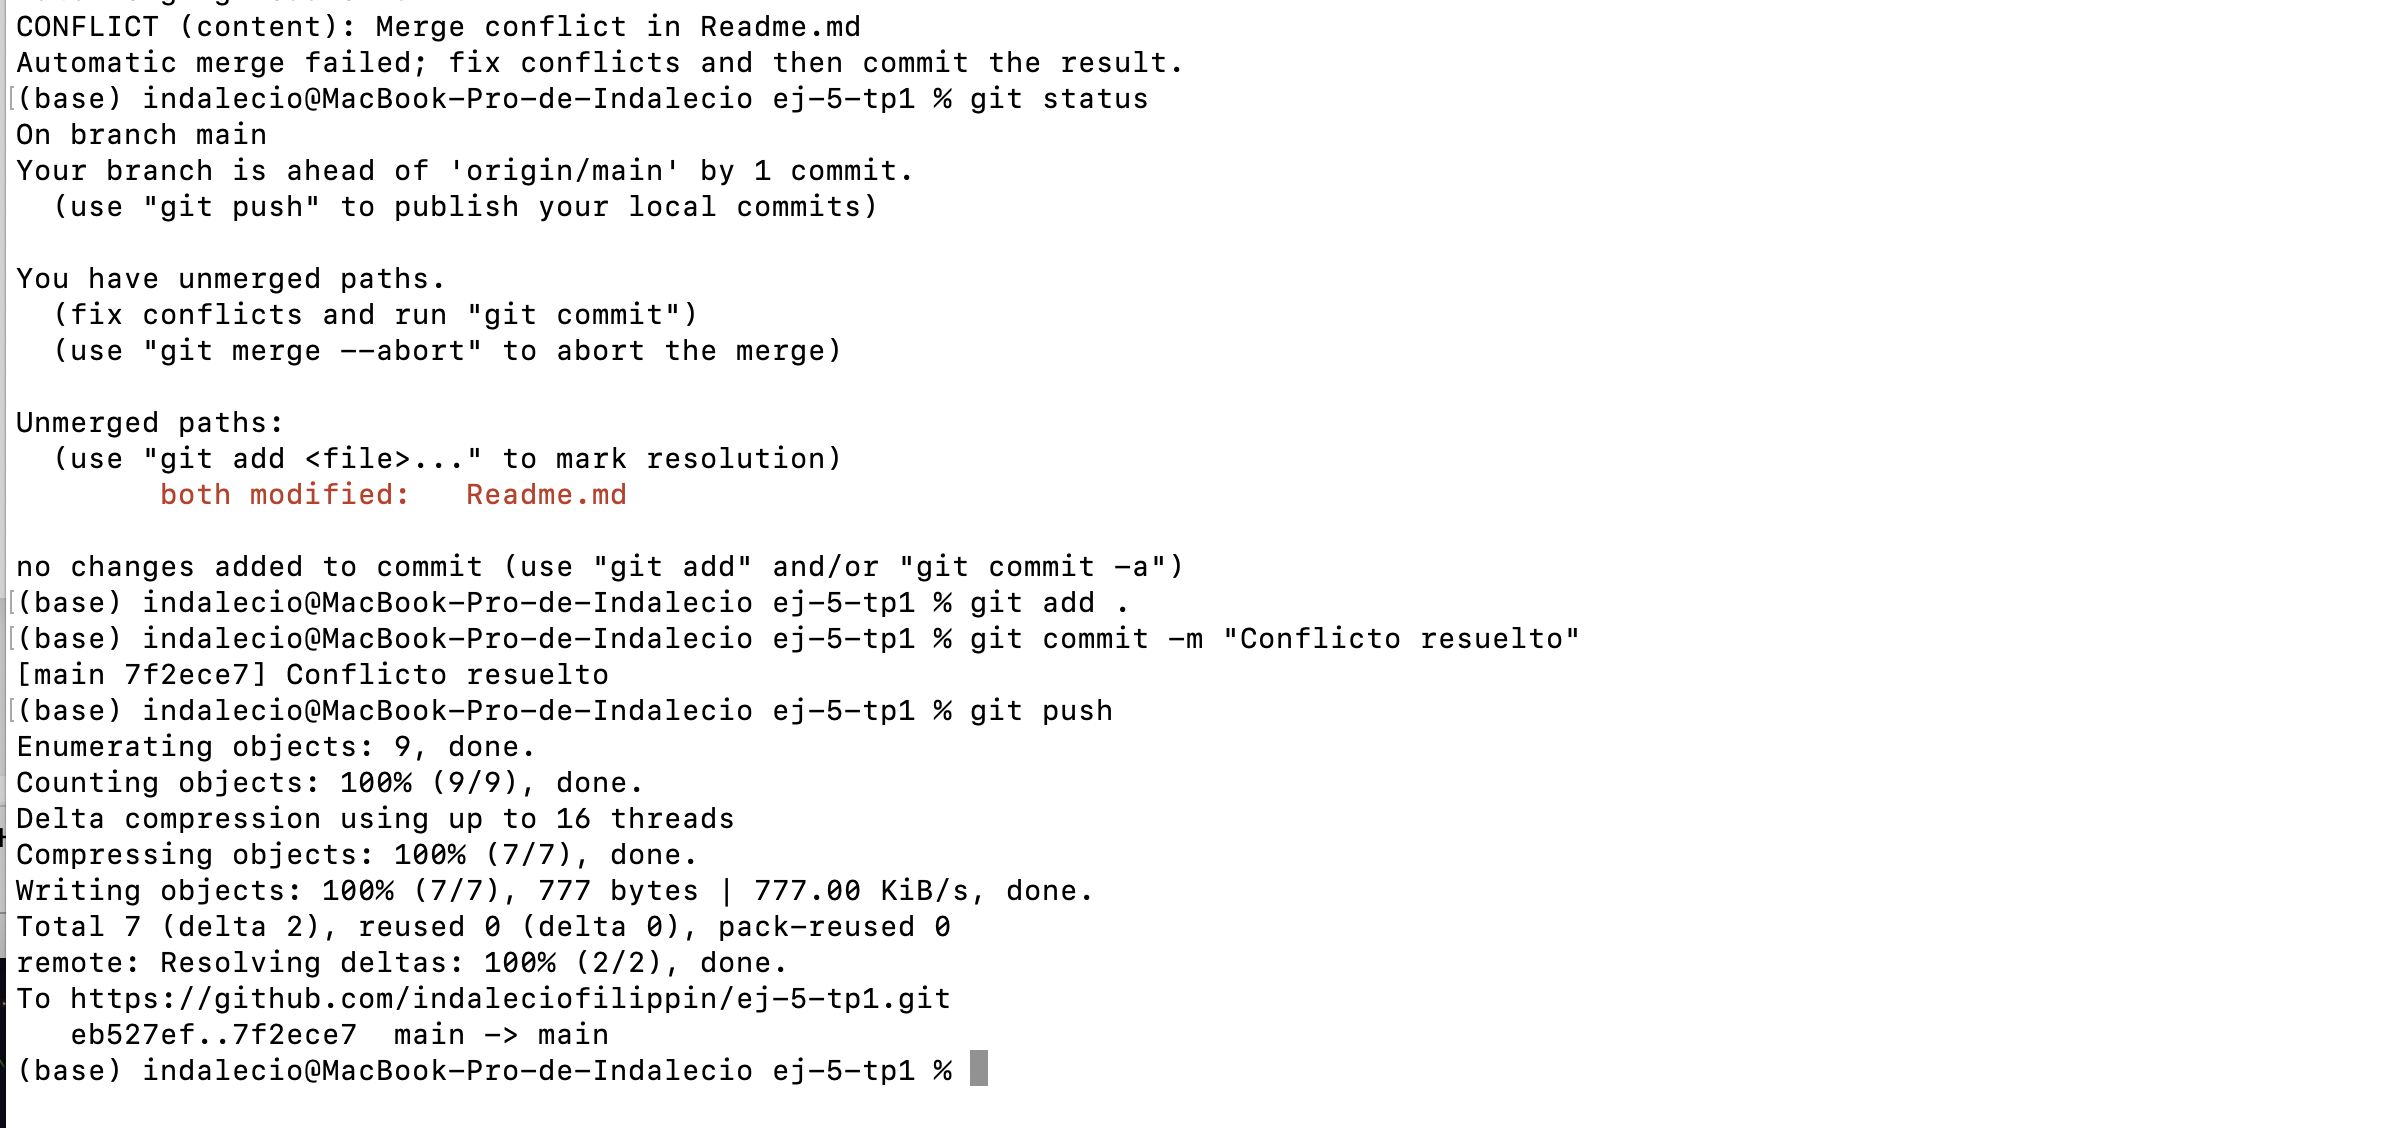 CONFLICT (content): Merge conflict in Readme.md
Automatic merge failed; fix conflicts and then commit the result.
[(base) indalecio@MacBook-Pro-de-Indalecio ej-5-tp1 % git status
On branch main
Your branch is ahead of 'origin/main' by 1 commit.
  (use "git push" to publish your local commits)

You have unmerged paths.
  (fix conflicts and run "git commit")
  (use "git merge --abort" to abort the merge)

Unmerged paths:
  (use "git add <file>..." to mark resolution)
        both modified:   Readme.md

no changes added to commit (use "git add" and/or "git commit -a")
[(base) indalecio@MacBook-Pro-de-Indalecio ej-5-tp1 % git add .
[(base) indalecio@MacBook-Pro-de-Indalecio ej-5-tp1 % git commit -m "Conflicto resuelto"
[main 7f2ece7] Conflicto resuelto
[(base) indalecio@MacBook-Pro-de-Indalecio ej-5-tp1 % git push
Enumerating objects: 9, done.
Counting objects: 100% (9/9), done.
Delta compression using up to 16 threads
Compressing objects: 100% (7/7), done.
Writing objects: 100% (7/7), 777 bytes | 777.00 KiB/s, done.
Total 7 (delta 2), reused 0 (delta 0), pack-reused 0
remote: Resolving deltas: 100% (2/2), done.
To https://github.com/indaleciofilippin/ej-5-tp1.git
   eb527ef..7f2ece7  main -> main
(base) indalecio@MacBook-Pro-de-Indalecio ej-5-tp1 %